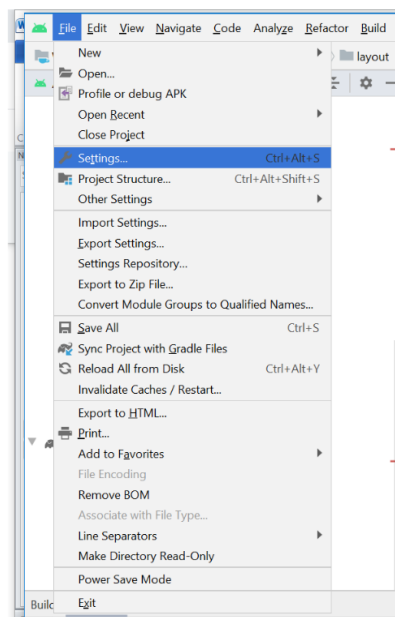 File Edit View Navigate Code Analyze Refactor Build
New
layout
Open...
Profile or debug APK
Open Recent
Close Project
Settings... Ctrl+Alt+S
Project Structure... Ctrl+Alt+Shift+S
Other Settings
Import Settings...
Export Settings...
Settings Repository...
Export to Zip File...
Convert Module Groups to Qualified Names...
Save All Ctrl+S
Sync Project with Gradle Files
Reload All from Disk Ctrl+Alt+Y
Invalidate Caches / Restart...
Export to HTML...
Print...
Add to Favorites
File Encoding
Remove BOM
Associate with File Type...
Line Separators
Make Directory Read-Only
Power Save Mode
Exit